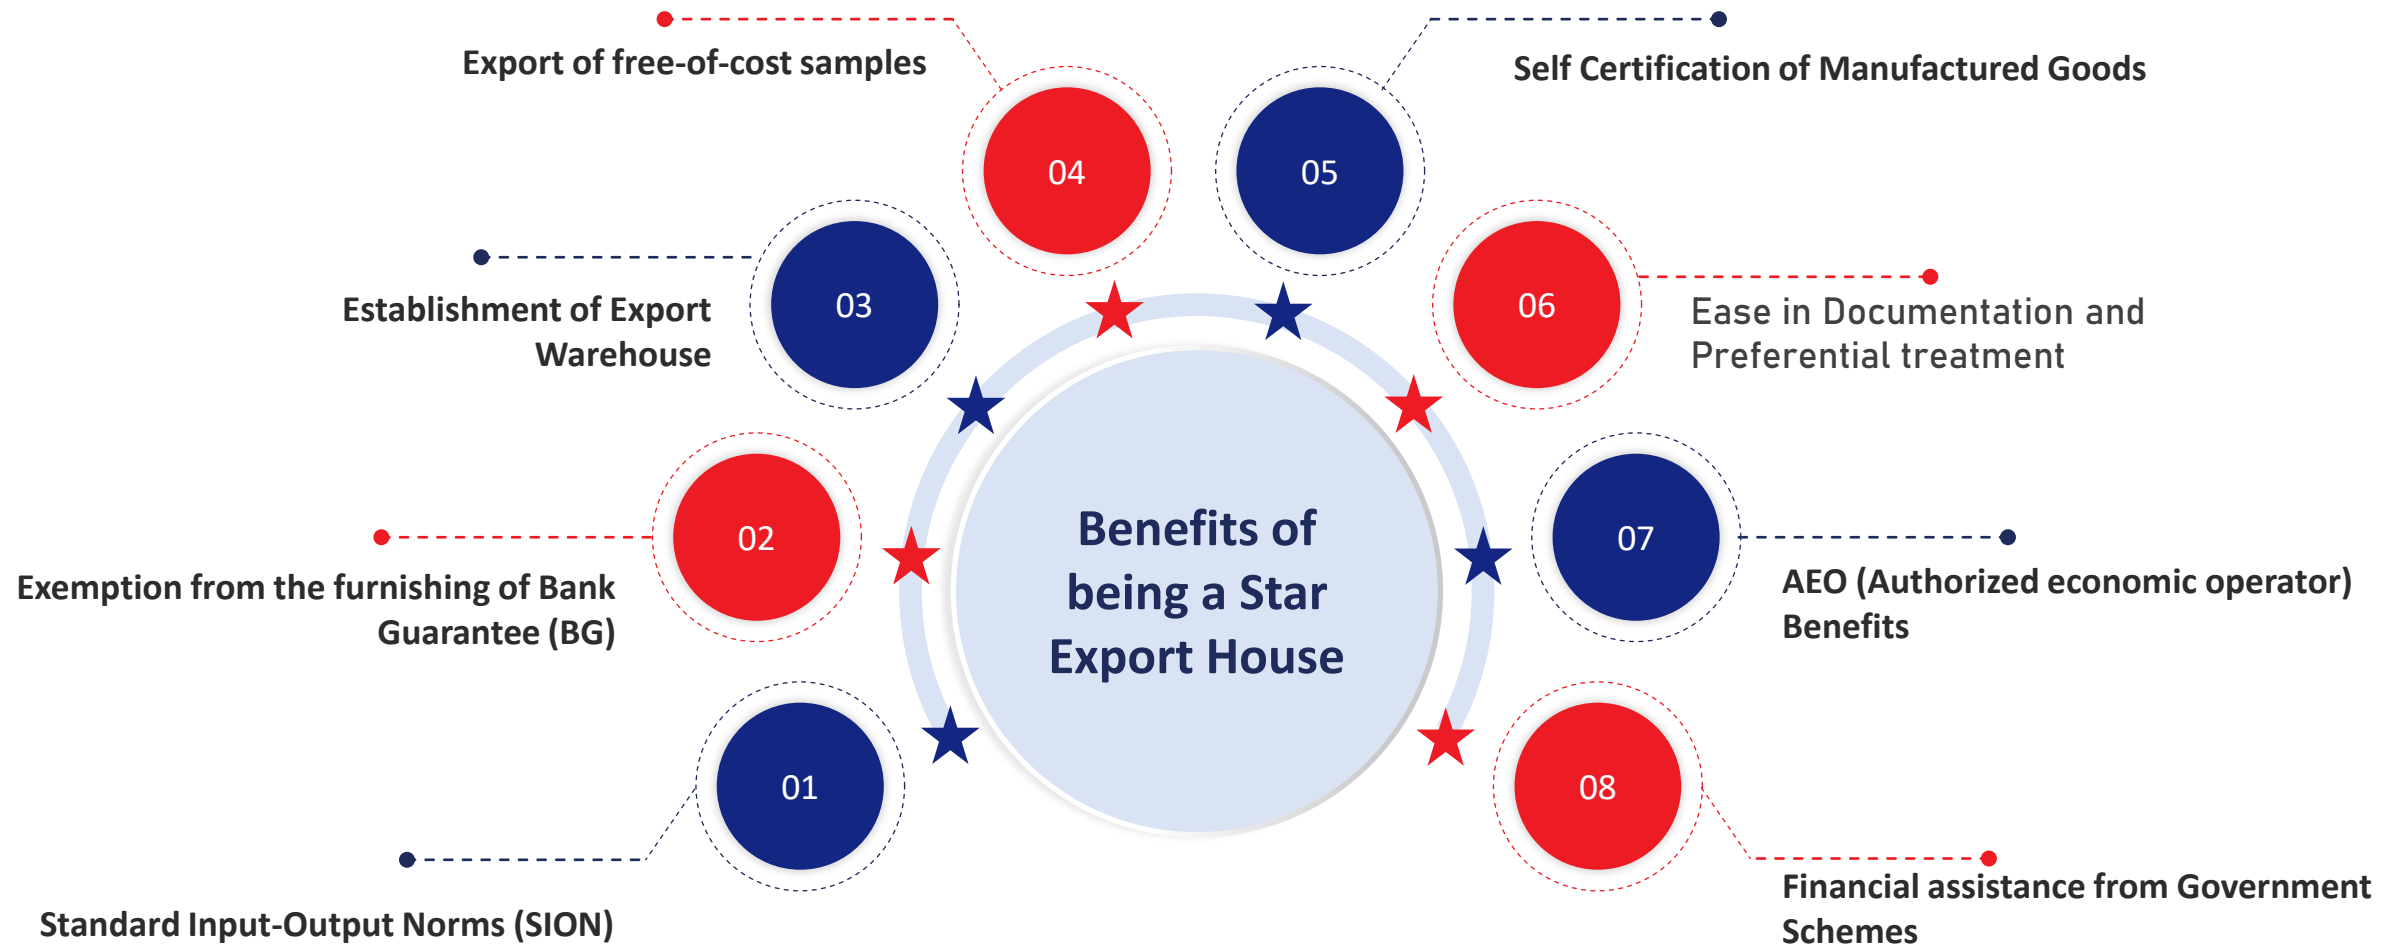 Export of free-of-cost samples
04
05
Self Certification of Manufactured Goods
03
Establishment of Export
Warehouse
06
Ease in Documentation and
Preferential treatment
02
Exemption from the furnishing of Bank
Guarantee (BG)
Benefits of
being a Star
Export House
07
AEO (Authorized economic operator)
Benefits
01
Standard Input-Output Norms (SION)
08
Financial assistance from Government
Schemes